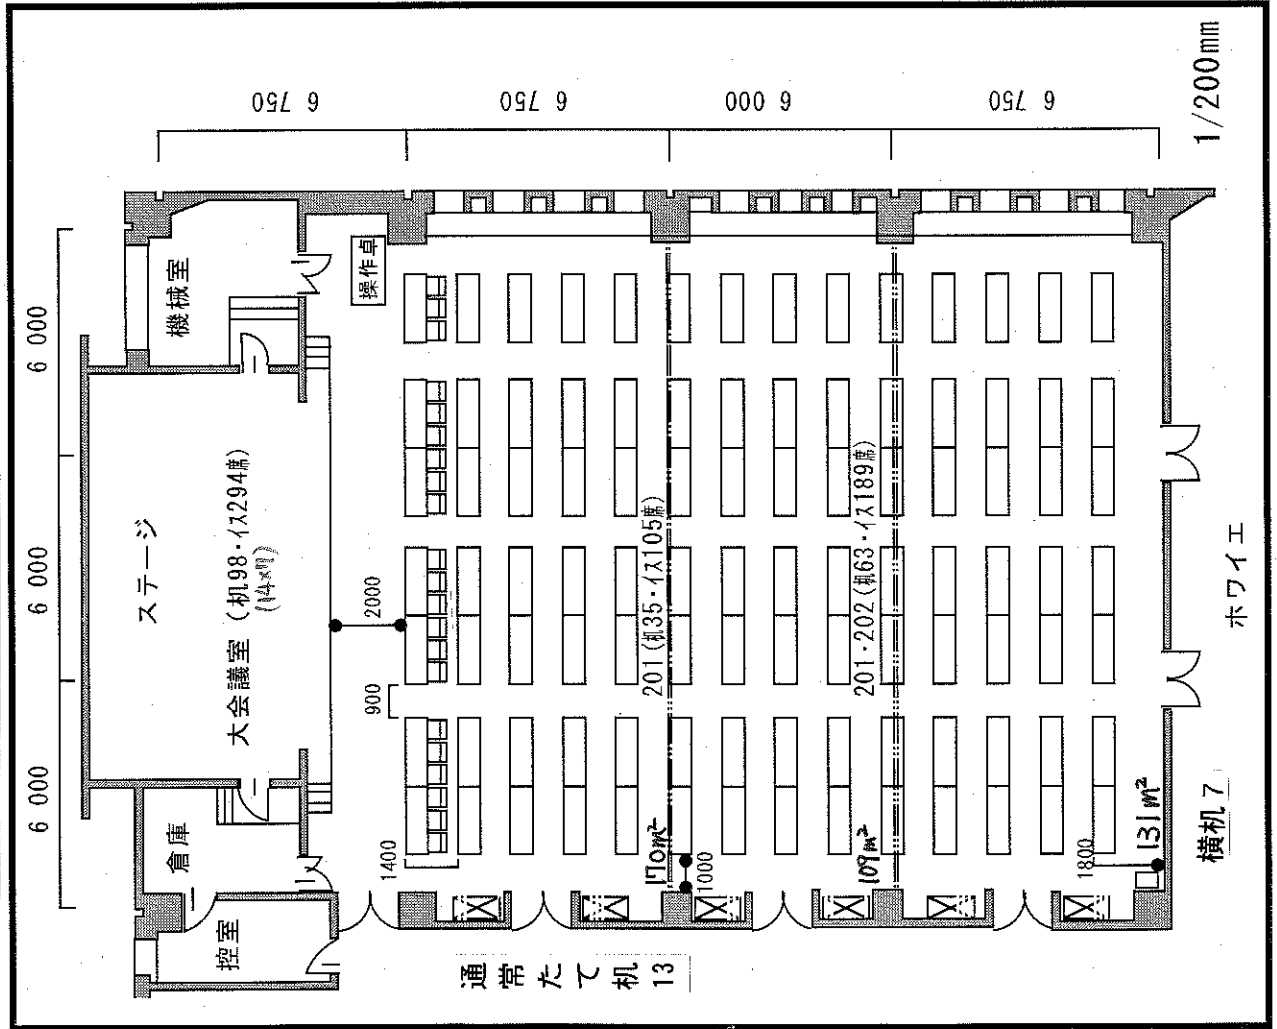 6 750
6 750
6 000
6 750
1/200mm
6 000
6 000
6 000
機械室
操作卓
ステージ
大会議室 (机98・イス294席)
(14×7)
倉庫
控室
2000
900
1400
201 (机35・イス105席)
170m²
1000
201・202 (机63・イス189席)
109m²
1800
131m²
横机 7
ホワイエ
通常たて机 13